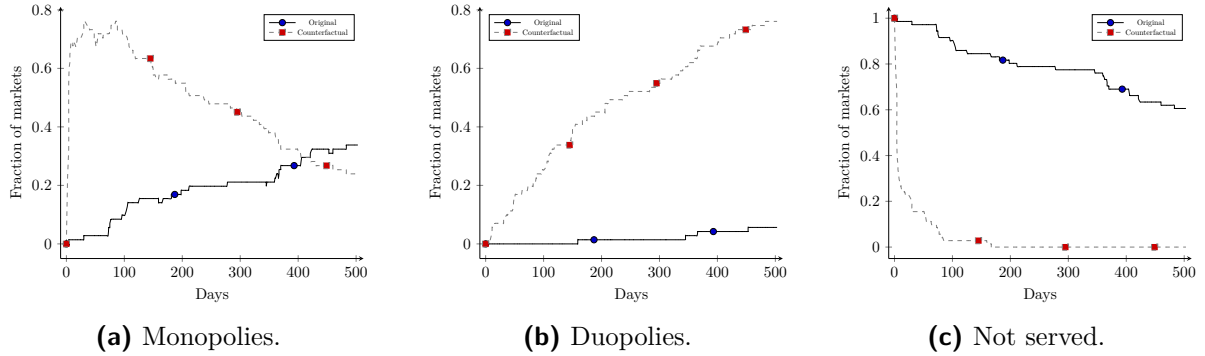 0.8
0.6
0.4
0.2
0
0 100 200 300 400 500
Days
Fraction of markets
Original
Counterfactual
(a) Monopolies.
0.8
0.6
0.4
0.2
0
0 100 200 300 400 500
Days
Fraction of markets
Original
Counterfactual
(b) Duopolies.
1
0.8
0.6
0.4
0.2
0
0 100 200 300 400 500
Days
Fraction of markets
Original
Counterfactual
(c) Not served.